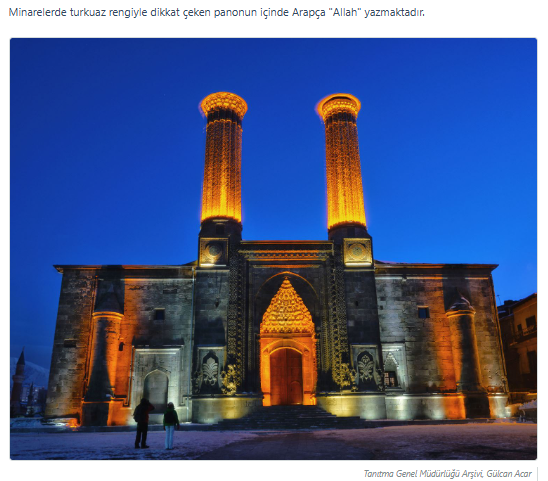 Minarelerde turkuaz rengiyle dikkat çeken panonun içinde Arapça "Allah" yazmaktadır.
Tanıtma Genel Müdürlüğü Arşivi, Gülcan Acar